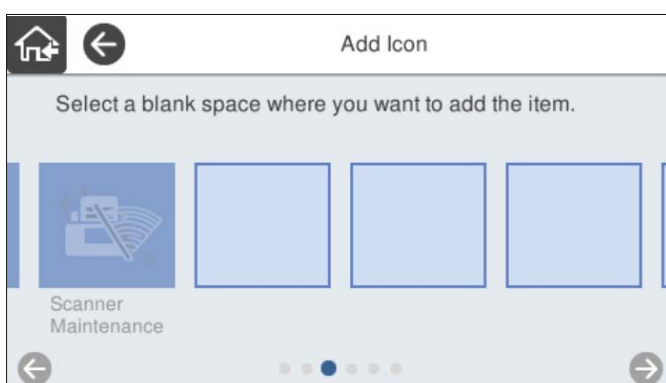 Add Icon
Select a blank space where you want to add the item.
Scanner
Maintenance